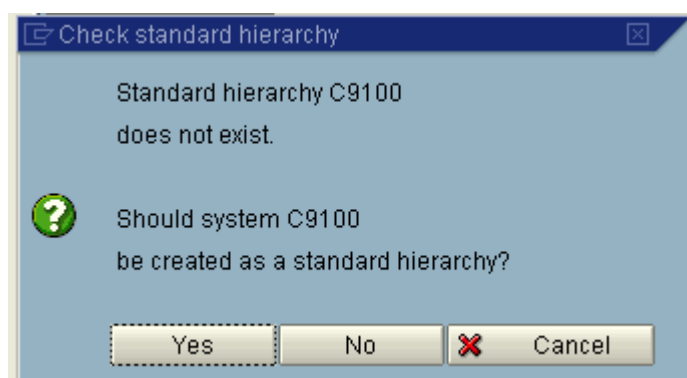 Check standard hierarchy
Standard hierarchy C9100
does not exist.
Should system C9100
be created as a standard hierarchy?
Yes No Cancel